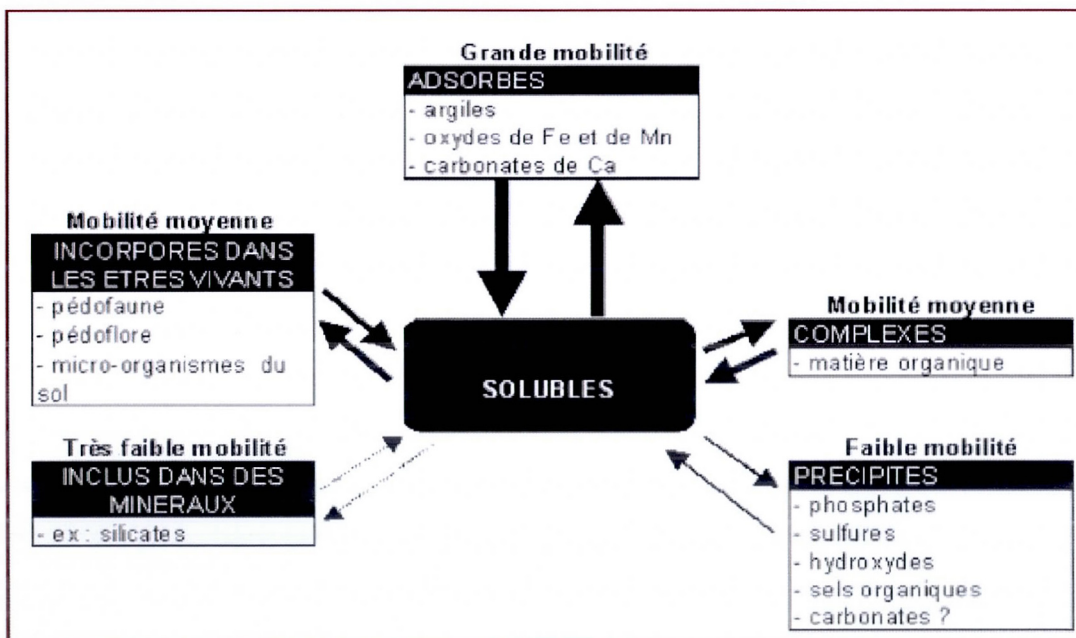 Grande mobilité
ADSORBES
- argiles
- oxydes de Fe et de Mn
- carbonates de Ca
Mobilité moyenne
INCORPORES DANS
LES ETRES VIVANTS
- pédofaune
- pédoflore
- micro-organismes du
sol
Mobilité moyenne
COMPLEXES
- matière organique
SOLUBLES
Très faible mobilité
INCLUS DANS DES
MINERAUX
- ex : silicates
Faible mobilité
PRECIPITES
- phosphates
- sulfures
- hydroxydes
- sels organiques
- carbonates ?